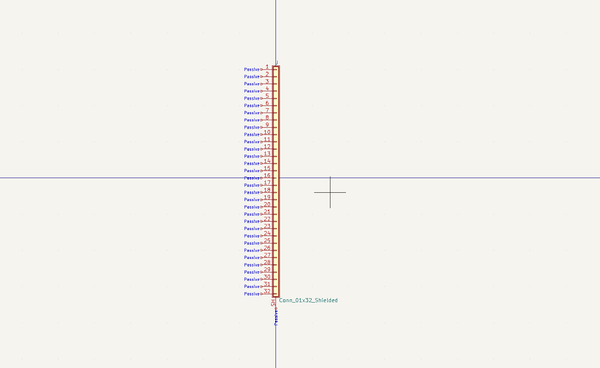 J
Passive 1
Passive 2
Passive 3
Passive 4
Passive 5
Passive 6
Passive 7
Passive 8
Passive 9
Passive 10
Passive 11
Passive 12
Passive 13
Passive 14
Passive 15
Passive 16
Passive 17
Passive 18
Passive 19
Passive 20
Passive 21
Passive 22
Passive 23
Passive 24
Passive 25
Passive 26
Passive 27
Passive 28
Passive 29
Passive 30
Passive 31
Passive 32
Conn_01x32_Shielded
SH
Passive